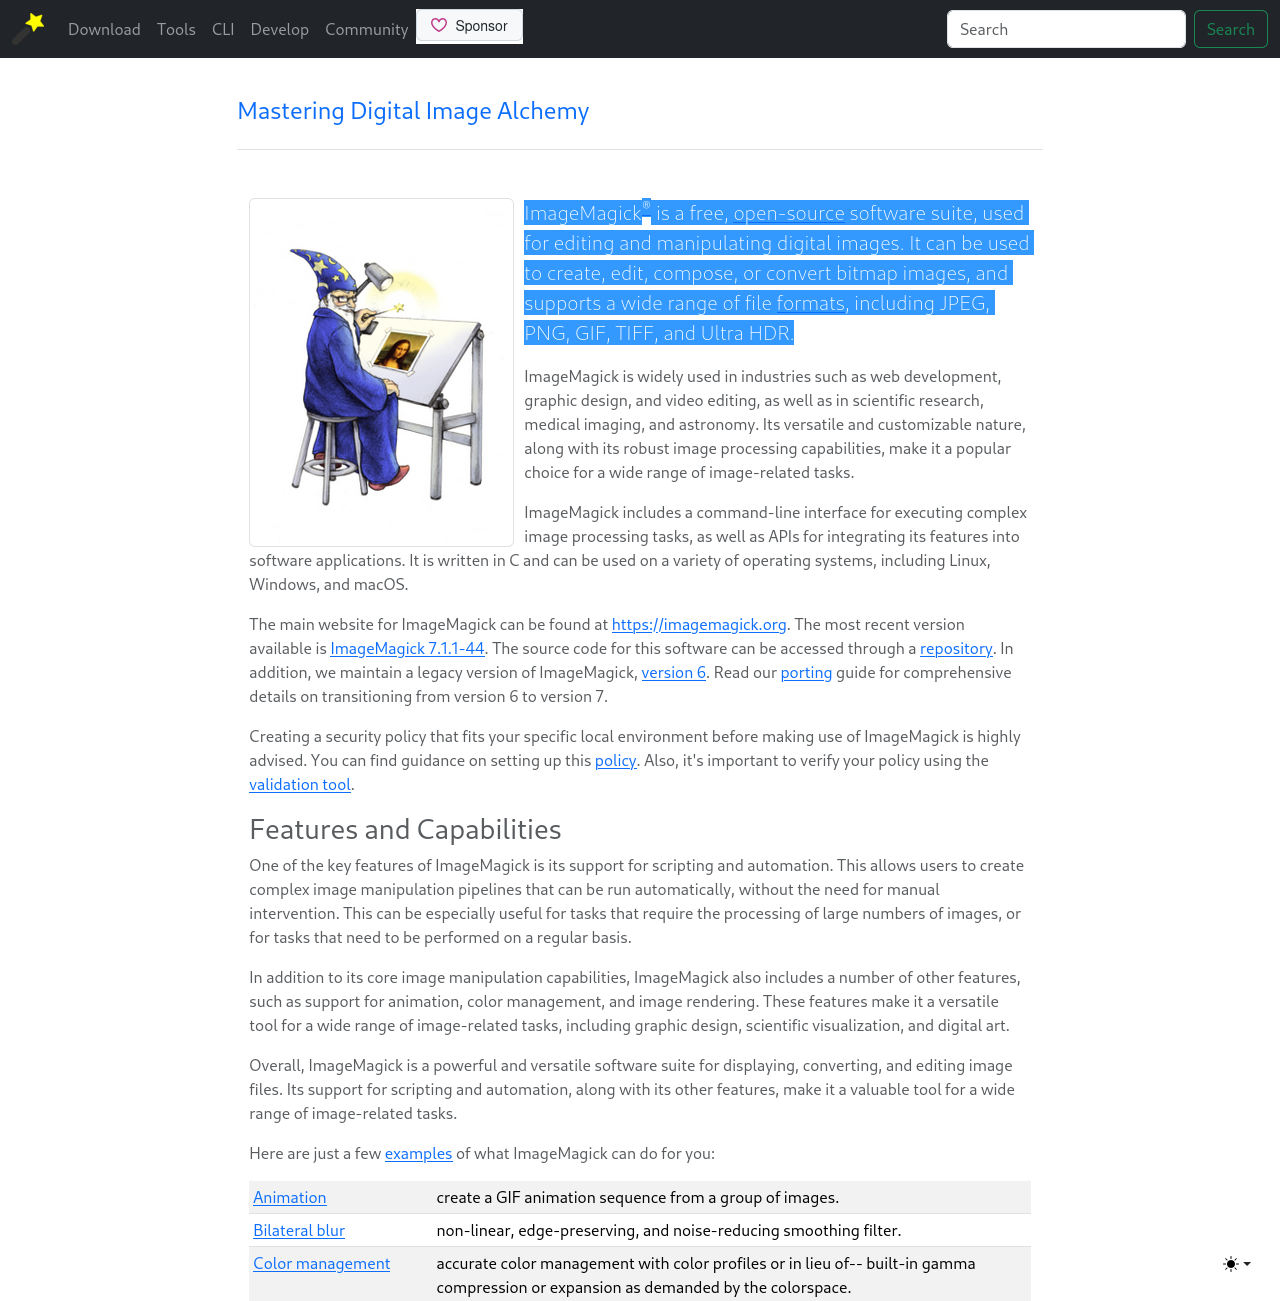 Download Tools CLI Develop Community Sponsor Search Search
Mastering Digital Image Alchemy
ImageMagick® is a free, open-source software suite, used
for editing and manipulating digital images. It can be used
to create, edit, compose, or convert bitmap images, and
supports a wide range of file formats, including JPEG,
PNG, GIF, TIFF, and Ultra HDR.
ImageMagick is widely used in industries such as web development,
graphic design, and video editing, as well as in scientific research,
medical imaging, and astronomy. Its versatile and customizable nature,
along with its robust image processing capabilities, make it a popular
choice for a wide range of image-related tasks.
ImageMagick includes a command-line interface for executing complex
image processing tasks, as well as APIs for integrating its features into
software applications. It is written in C and can be used on a variety of operating systems, including Linux,
Windows, and macOS.
The main website for ImageMagick can be found at https://imagemagick.org. The most recent version
available is ImageMagick 7.1.1-44. The source code for this software can be accessed through a repository. In
addition, we maintain a legacy version of ImageMagick, version 6. Read our porting guide for comprehensive
details on transitioning from version 6 to version 7.
Creating a security policy that fits your specific local environment before making use of ImageMagick is highly
advised. You can find guidance on setting up this policy. Also, it's important to verify your policy using the
validation tool.
Features and Capabilities
One of the key features of ImageMagick is its support for scripting and automation. This allows users to create
complex image manipulation pipelines that can be run automatically, without the need for manual
intervention. This can be especially useful for tasks that require the processing of large numbers of images, or
for tasks that need to be performed on a regular basis.
In addition to its core image manipulation capabilities, ImageMagick also includes a number of other features,
such as support for animation, color management, and image rendering. These features make it a versatile
tool for a wide range of image-related tasks, including graphic design, scientific visualization, and digital art.
Overall, ImageMagick is a powerful and versatile software suite for displaying, converting, and editing image
files. Its support for scripting and automation, along with its other features, make it a valuable tool for a wide
range of image-related tasks.
Here are just a few examples of what ImageMagick can do for you:
Animation create a GIF animation sequence from a group of images.
Bilateral blur non-linear, edge-preserving, and noise-reducing smoothing filter.
Color management accurate color management with color profiles or in lieu of-- built-in gamma
compression or expansion as demanded by the colorspace.